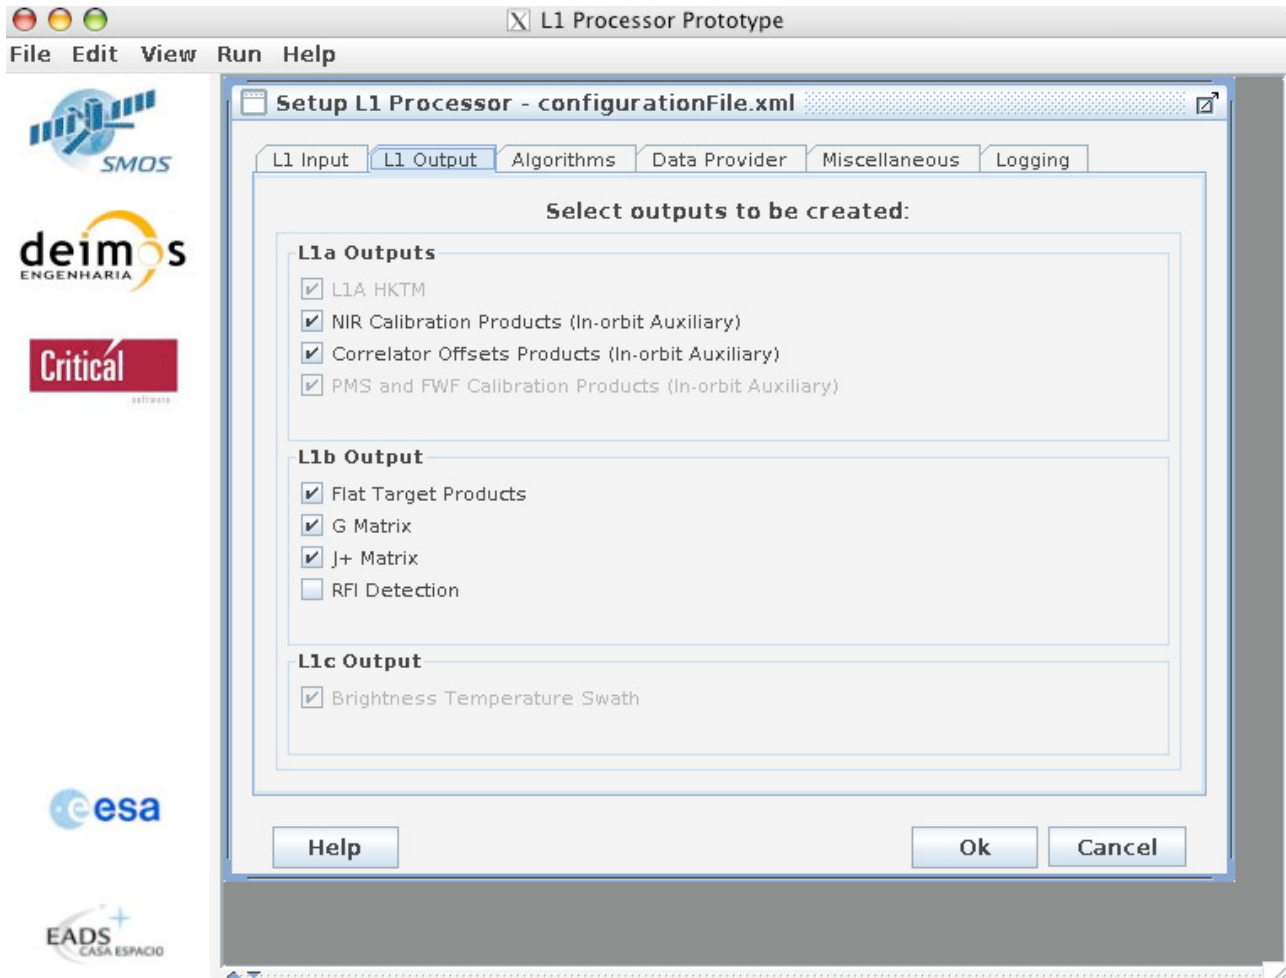 X L1 Processor Prototype
File Edit View Run Help
SMOS
deimos
ENGENHARIA
Critical
software
esa
EADS
CASA ESPACIO
Setup L1 Processor - configurationFile.xml
L1 Input L1 Output Algorithms Data Provider Miscellaneous Logging
Select outputs to be created:
L1a Outputs
L1A HKTM
NIR Calibration Products (In-orbit Auxiliary)
Correlator Offsets Products (In-orbit Auxiliary)
PMS and FWF Calibration Products (In-orbit Auxiliary)
L1b Output
Flat Target Products
G Matrix
J+ Matrix
RFI Detection
L1c Output
Brightness Temperature Swath
Help Ok Cancel